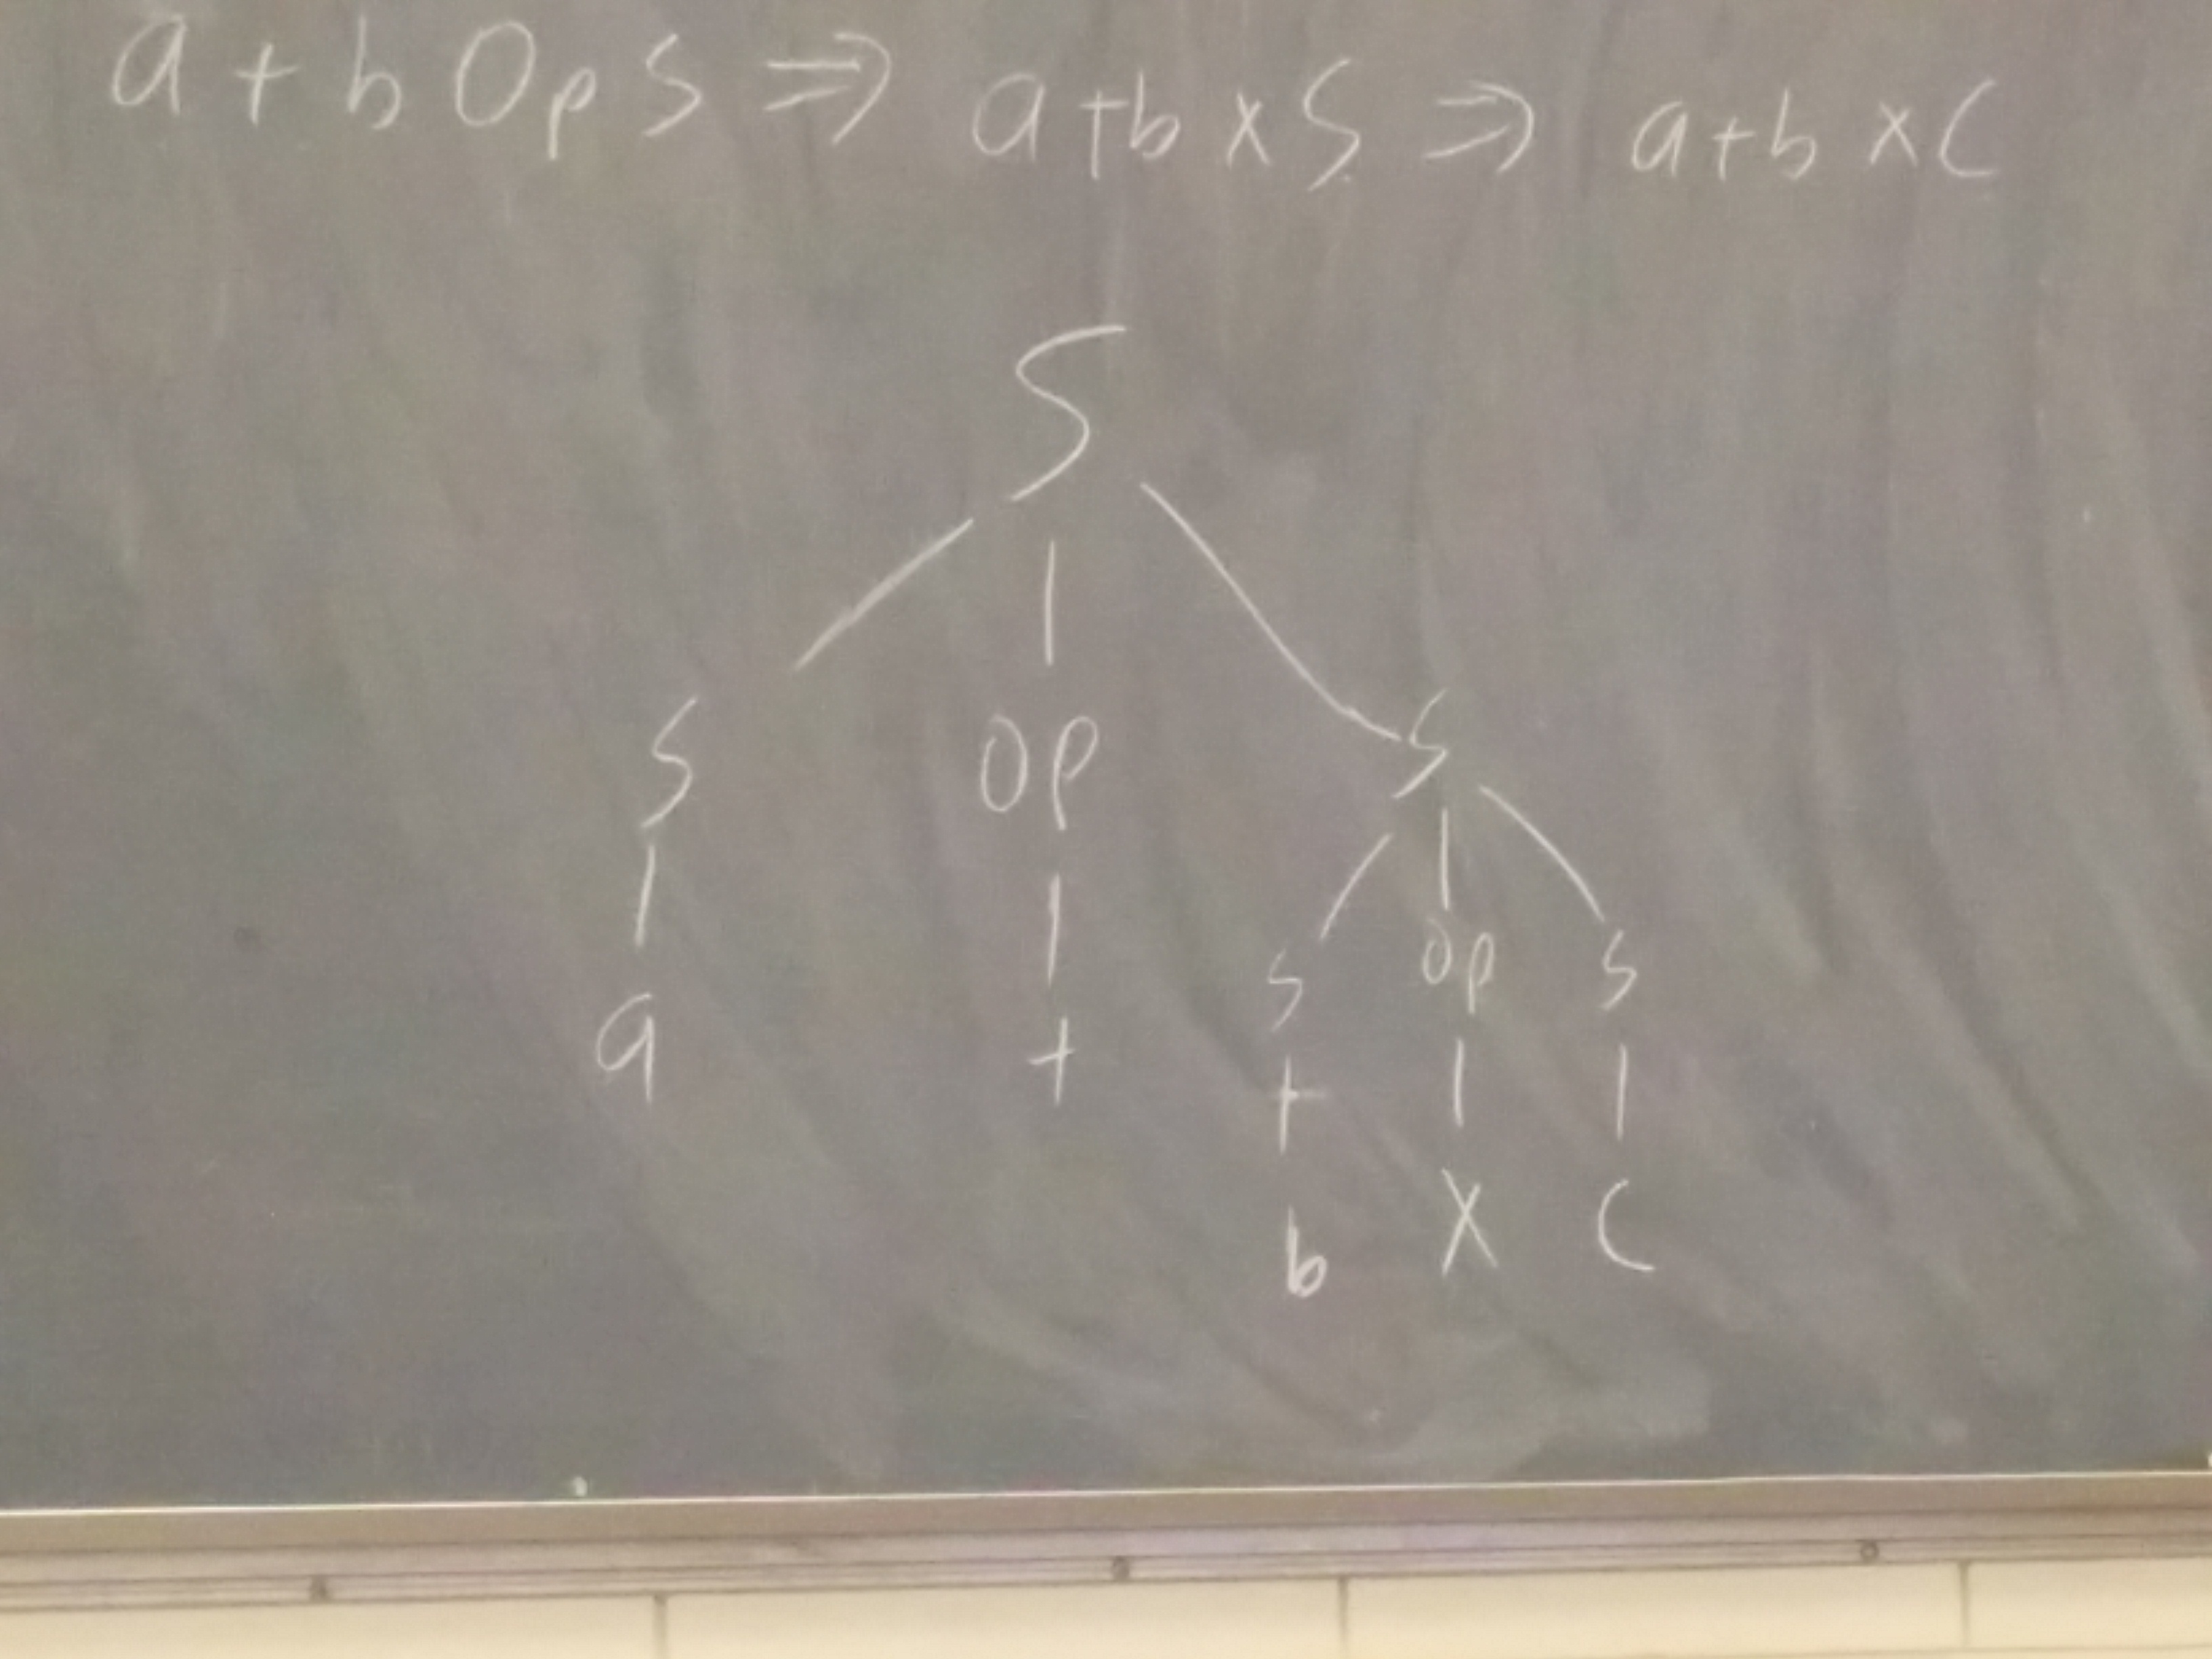 a + b Op S ⇒ a + b × S ⇒ a + b × C
S
S Op S
a + S Op S
b × C